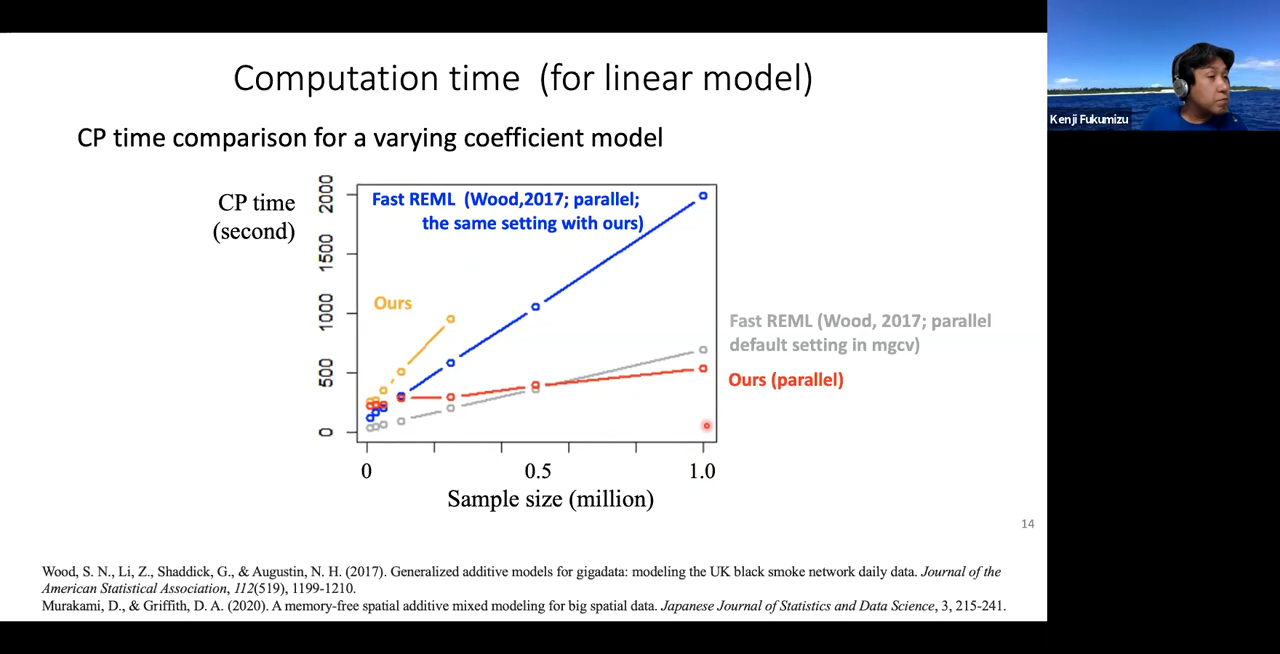 Computation time (for linear model)
CP time comparison for a varying coefficient model
CP time
(second)
2000
1500
1000
500
0
Fast REML (Wood,2017; parallel;
the same setting with ours)
Ours
Fast REML (Wood, 2017; parallel
default setting in mgcv)
Ours (parallel)
0
0.5
1.0
Sample size (million)
14
Wood, S. N., Li, Z., Shaddick, G., & Augustin, N. H. (2017). Generalized additive models for gigadata: modeling the UK black smoke network daily data. Journal of the
American Statistical Association, 112(519), 1199-1210.
Murakami, D., & Griffith, D. A. (2020). A memory-free spatial additive mixed modeling for big spatial data. Japanese Journal of Statistics and Data Science, 3, 215-241.
Kenji Fukumizu